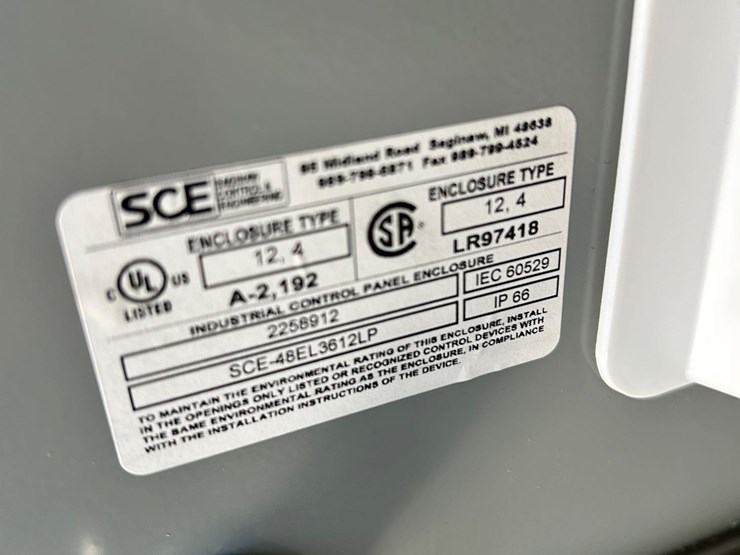 SCE
SAGINAW
CONTROL &
ENGINEERING
95 Midland Road Saginaw, MI 48638
989-799-6871 Fax 989-799-4524
ENCLOSURE TYPE
12, 4
C UL US
LISTED
A-2,192
SA
ENCLOSURE TYPE
12, 4
LR97418
INDUSTRIAL CONTROL PANEL ENCLOSURE
2258912
IEC 60529
SCE-48EL3612LP
IP 66
TO MAINTAIN THE ENVIRONMENTAL RATING OF THIS ENCLOSURE, INSTALL
IN THE OPENINGS ONLY LISTED OR RECOGNIZED CONTROL DEVICES WITH
THE SAME ENVIRONMENTAL RATING AS THE ENCLOSURE, IN COMPLIANCE
WITH THE INSTALLATION INSTRUCTIONS OF THE DEVICE.